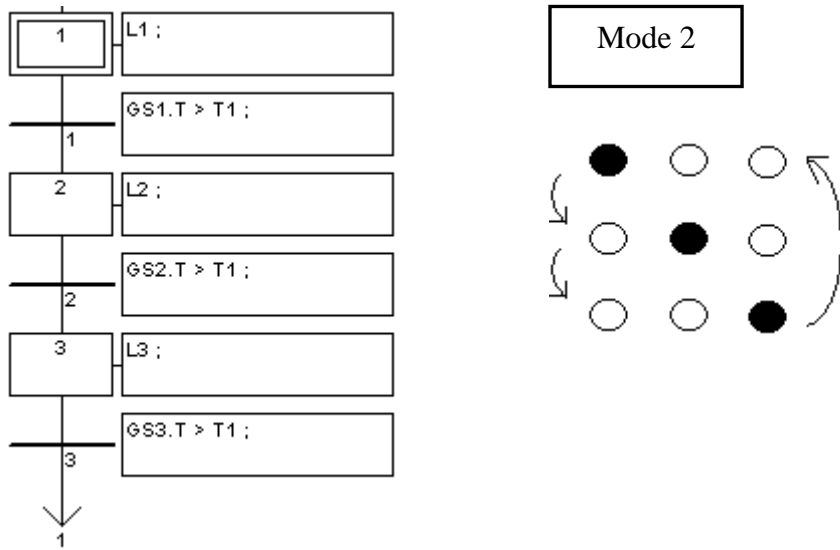 1
L1 ;
Mode 2
GS1.T > T1 ;
1
2
L2 ;
GS2.T > T1 ;
2
3
L3 ;
GS3.T > T1 ;
3
1